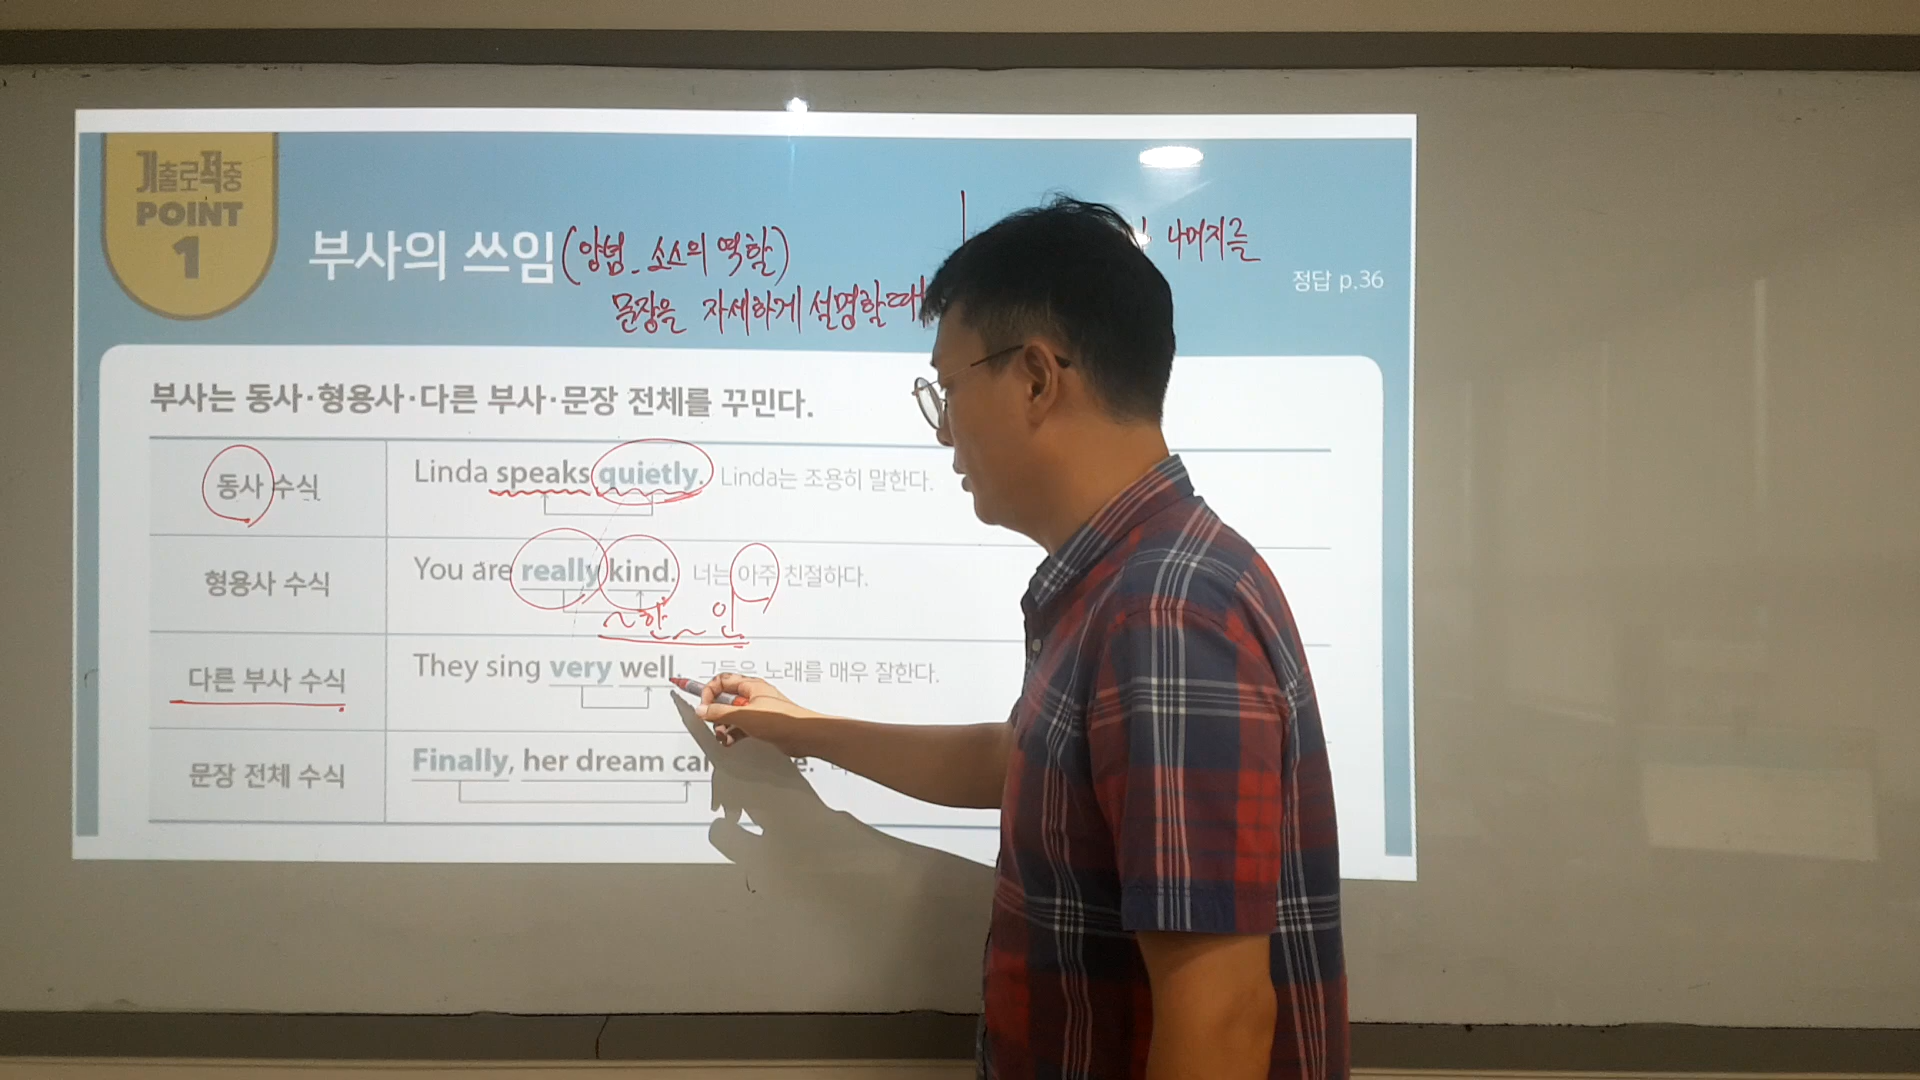 기출로적중
POINT
1
부사의 쓰임 (양념_소스의 역할)
나머지를
문장을 자세하게 설명할때
정답 p.36
부사는 동사·형용사·다른 부사·문장 전체를 꾸민다.
동사 수식 Linda speaks quietly. Linda는 조용히 말한다.
형용사 수식 You are really kind. 너는 아주 친절하다.
~한 ~인
다른 부사 수식 They sing very well. 그들은 노래를 매우 잘한다.
문장 전체 수식 Finally, her dream